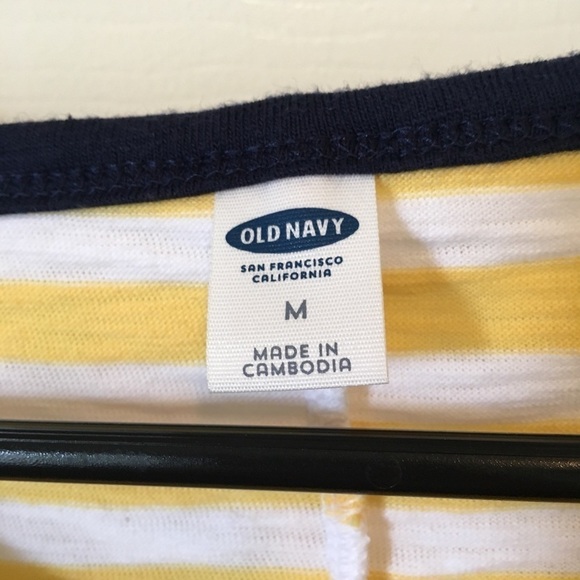 OLD NAVY
SAN FRANCISCO
CALIFORNIA
M
MADE IN
CAMBODIA